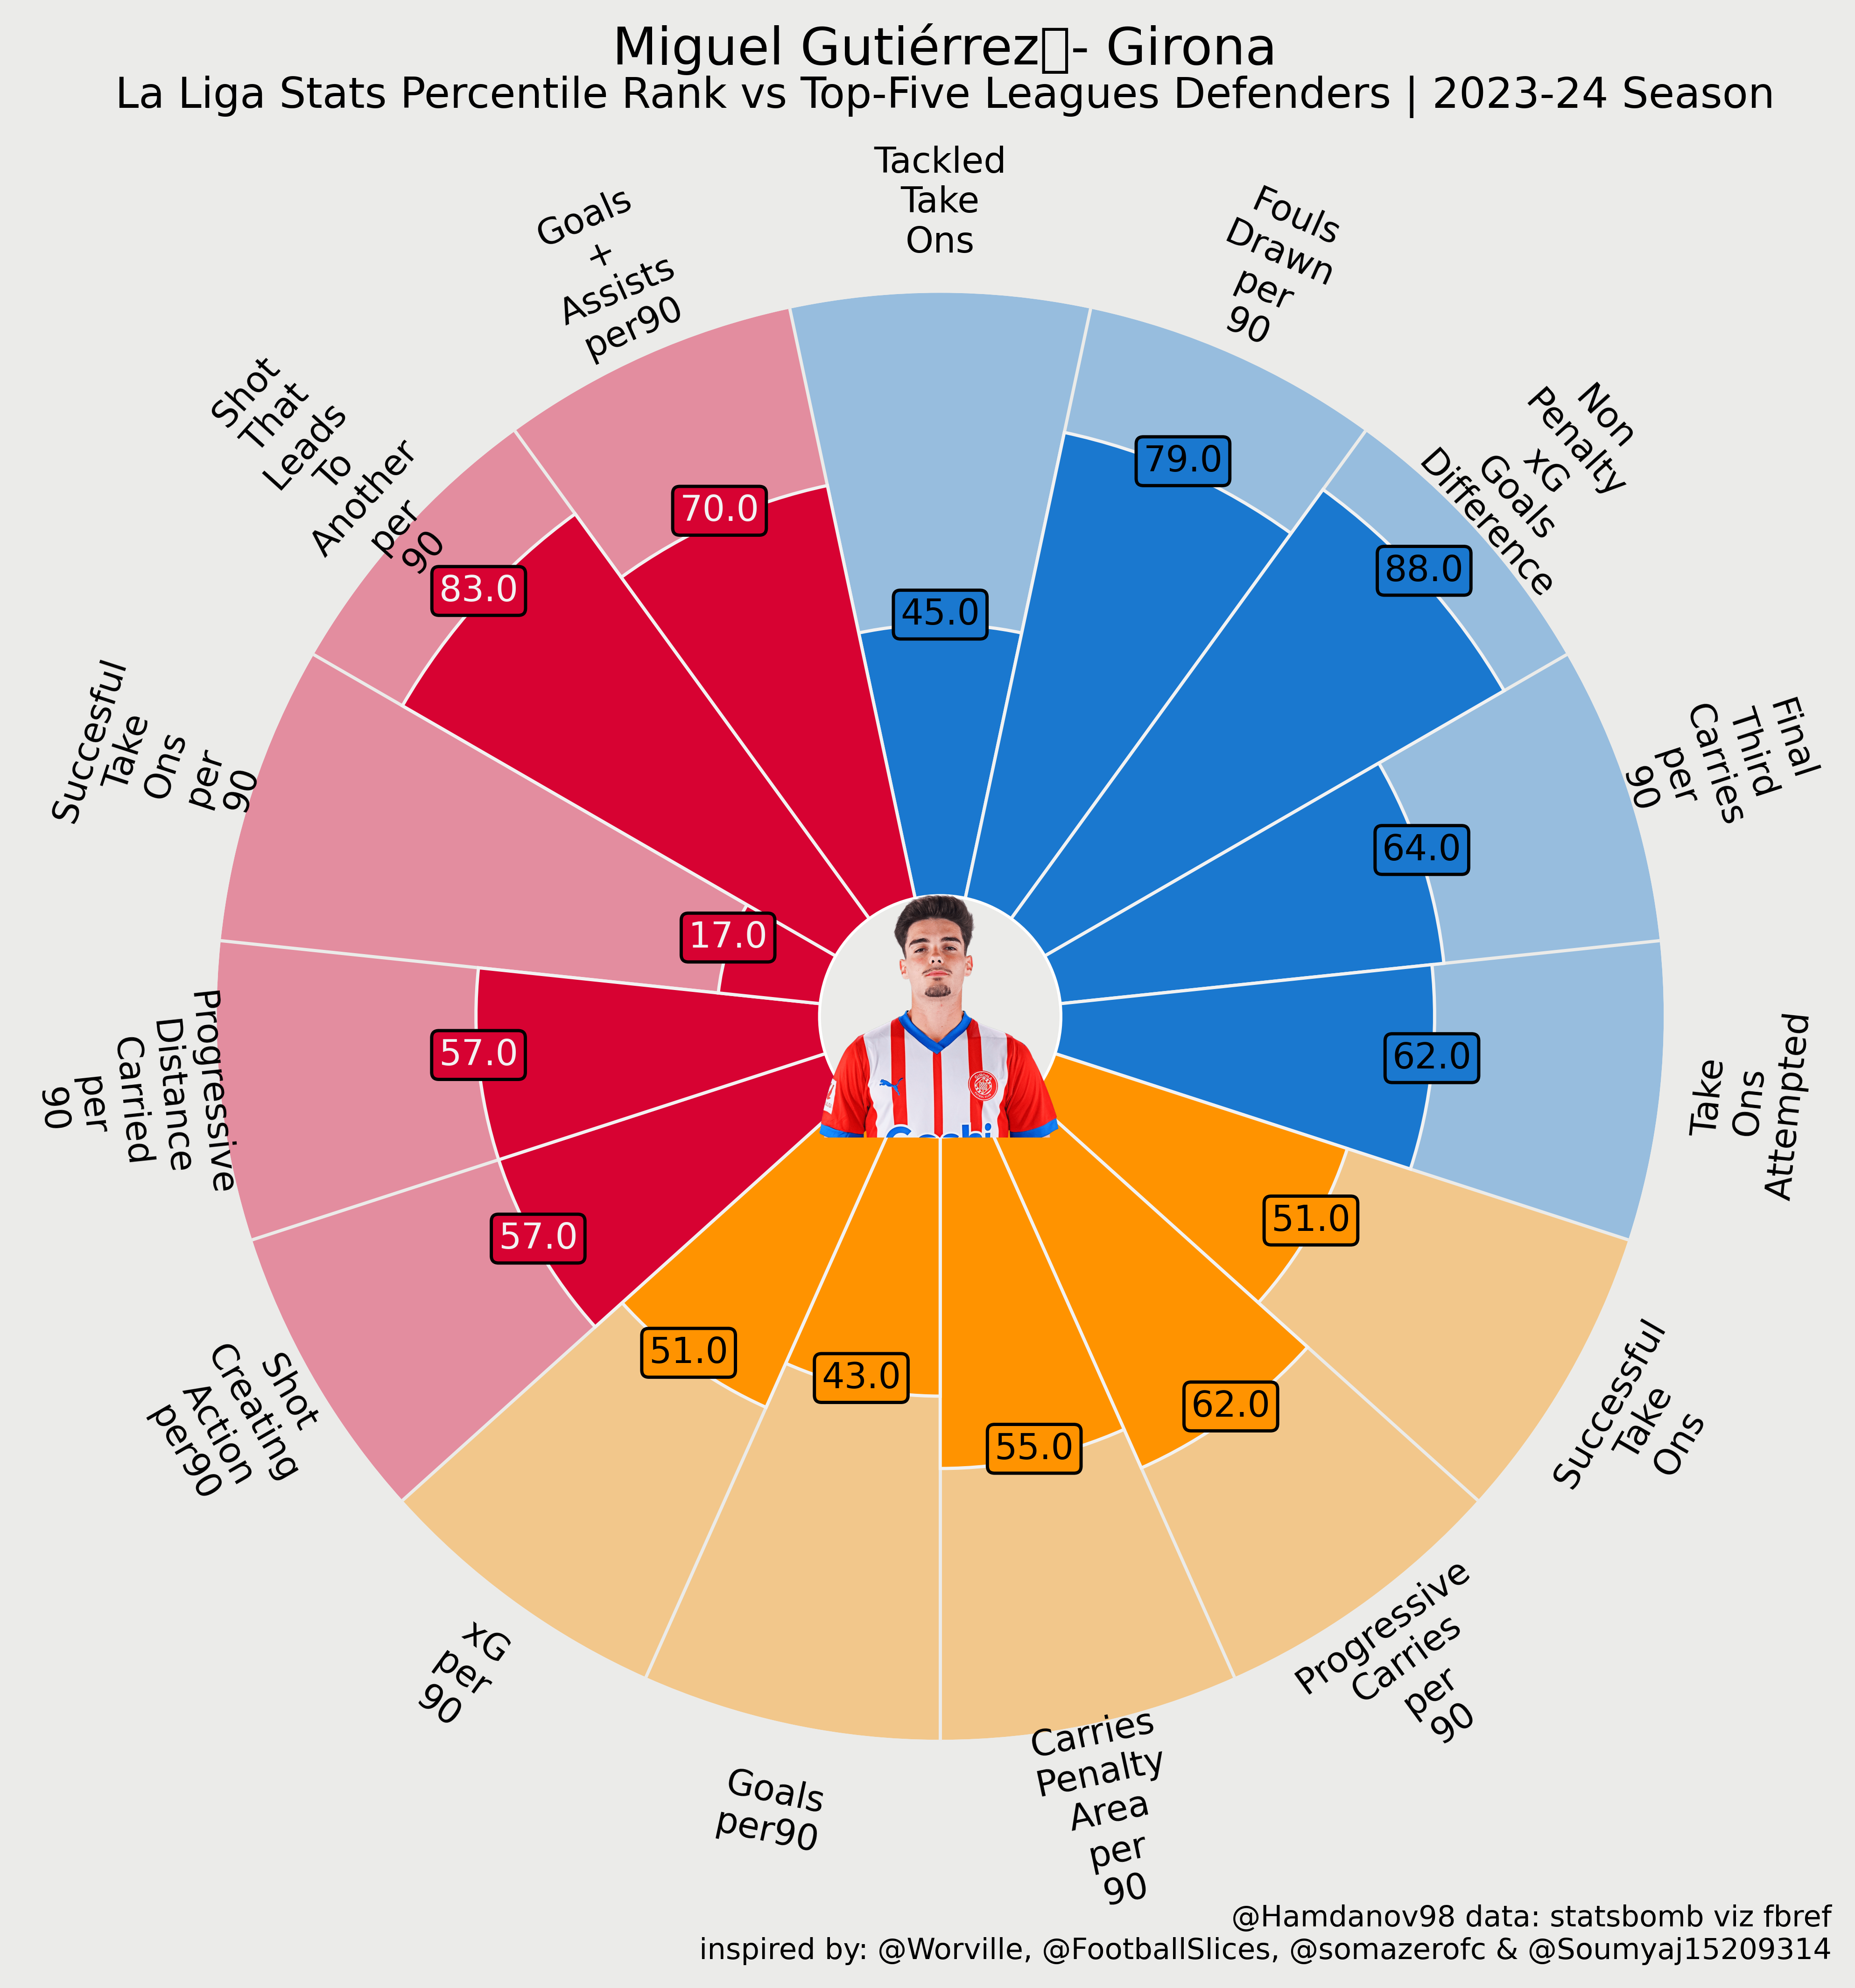 Miguel Gutiérrez▯- Girona
La Liga Stats Percentile Rank vs Top-Five Leagues Defenders | 2023-24 Season
Tackled
Take
Ons
45.0
Fouls
Drawn
per
90
79.0
Non
Penalty
xG
Goals
Difference
88.0
Final
Third
Carries
per
90
64.0
Take
Ons
Attempted
62.0
Successful
Take
Ons
51.0
Progressive
Carries
per
90
62.0
Carries
Penalty
Area
per
90
55.0
Goals
per90
43.0
xG
per
90
51.0
Shot
Creating
Action
per90
57.0
Progressive
Distance
Carried
per
90
57.0
Succesful
Take
Ons
per
90
17.0
Shot
That
Leads
To
Another
per
90
83.0
Goals
+
Assists
per90
70.0
@Hamdanov98 data: statsbomb viz fbref
inspired by: @Worville, @FootballSlices, @somazerofc & @Soumyaj15209314